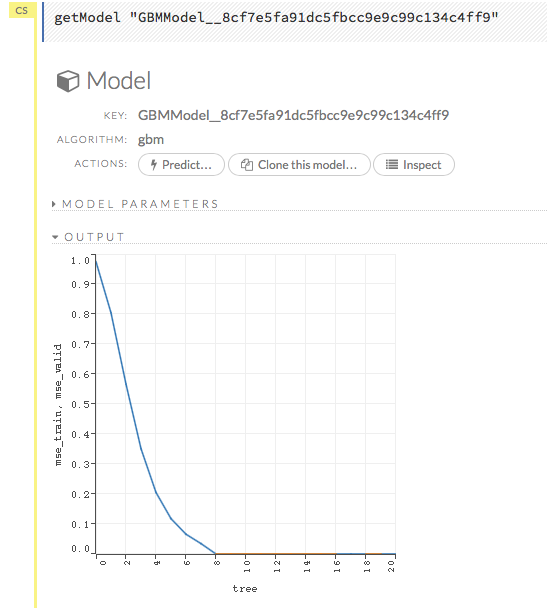 CS
getModel "GBMModel__8cf7e5fa91dc5fbcc9e9c99c134c4ff9"
Model
KEY: GBMModel__8cf7e5fa91dc5fbcc9e9c99c134c4ff9
ALGORITHM: gbm
ACTIONS: Predict... Clone this model... Inspect
MODEL PARAMETERS
OUTPUT
mse_train, mse_valid
1.0
0.9
0.8
0.7
0.6
0.5
0.4
0.3
0.2
0.1
0.0
0 2 4 6 8 10 12 14 16 18 20
tree